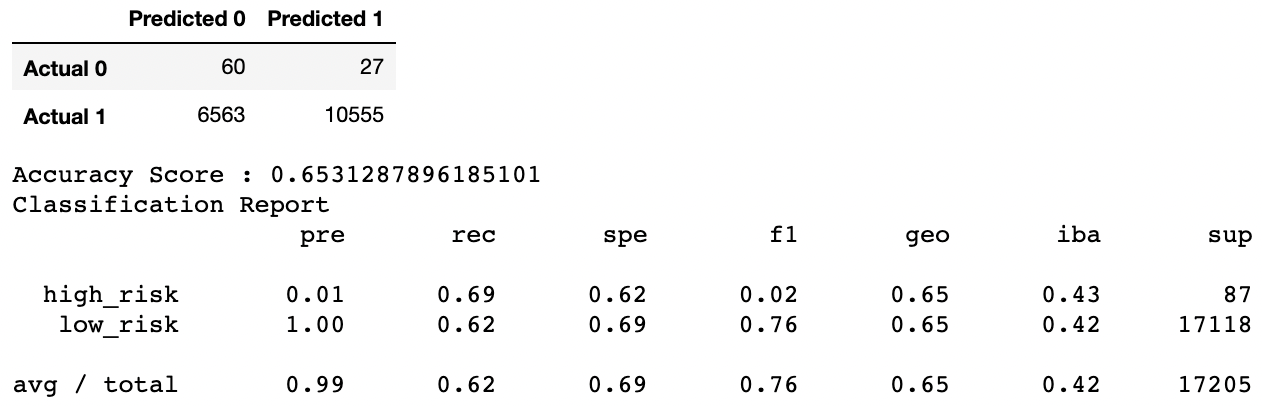 Predicted 0 Predicted 1
Actual 0 60 27
Actual 1 6563 10555
Accuracy Score : 0.6531287896185101
Classification Report
pre rec spe f1 geo iba sup
high_risk 0.01 0.69 0.62 0.02 0.65 0.43 87
low_risk 1.00 0.62 0.69 0.76 0.65 0.42 17118
avg / total 0.99 0.62 0.69 0.76 0.65 0.42 17205